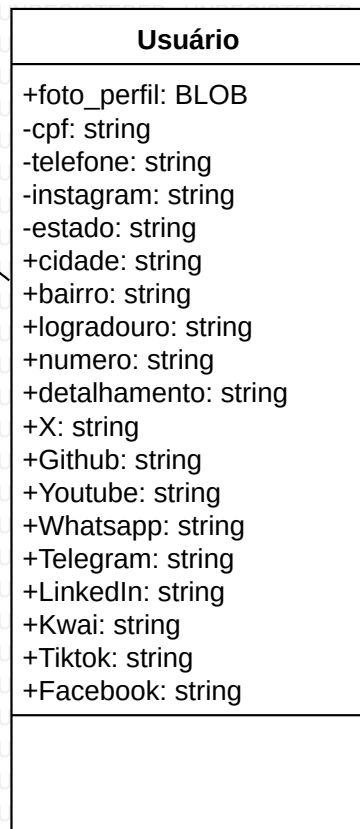 Usuário
+foto_perfil: BLOB
-cpf: string
-telefone: string
-instagram: string
-estado: string
+cidade: string
+bairro: string
+logradouro: string
+numero: string
+detalhamento: string
+X: string
+Github: string
+Youtube: string
+Whatsapp: string
+Telegram: string
+LinkedIn: string
+Kwai: string
+Tiktok: string
+Facebook: string